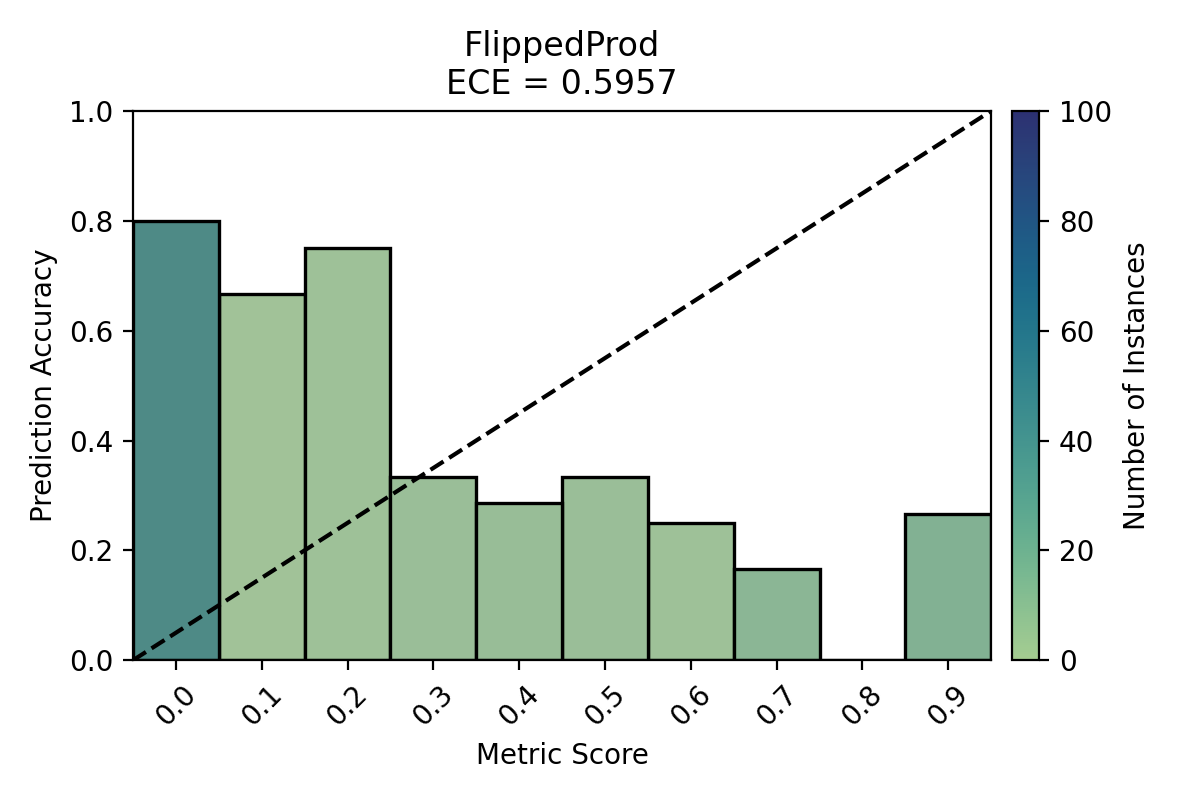 FlippedProd
ECE = 0.5957
1.0
0.8
0.6
0.4
0.2
0.0
Prediction Accuracy
0.0 0.1 0.2 0.3 0.4 0.5 0.6 0.7 0.8 0.9
Metric Score
100
80
60
40
20
0
Number of Instances